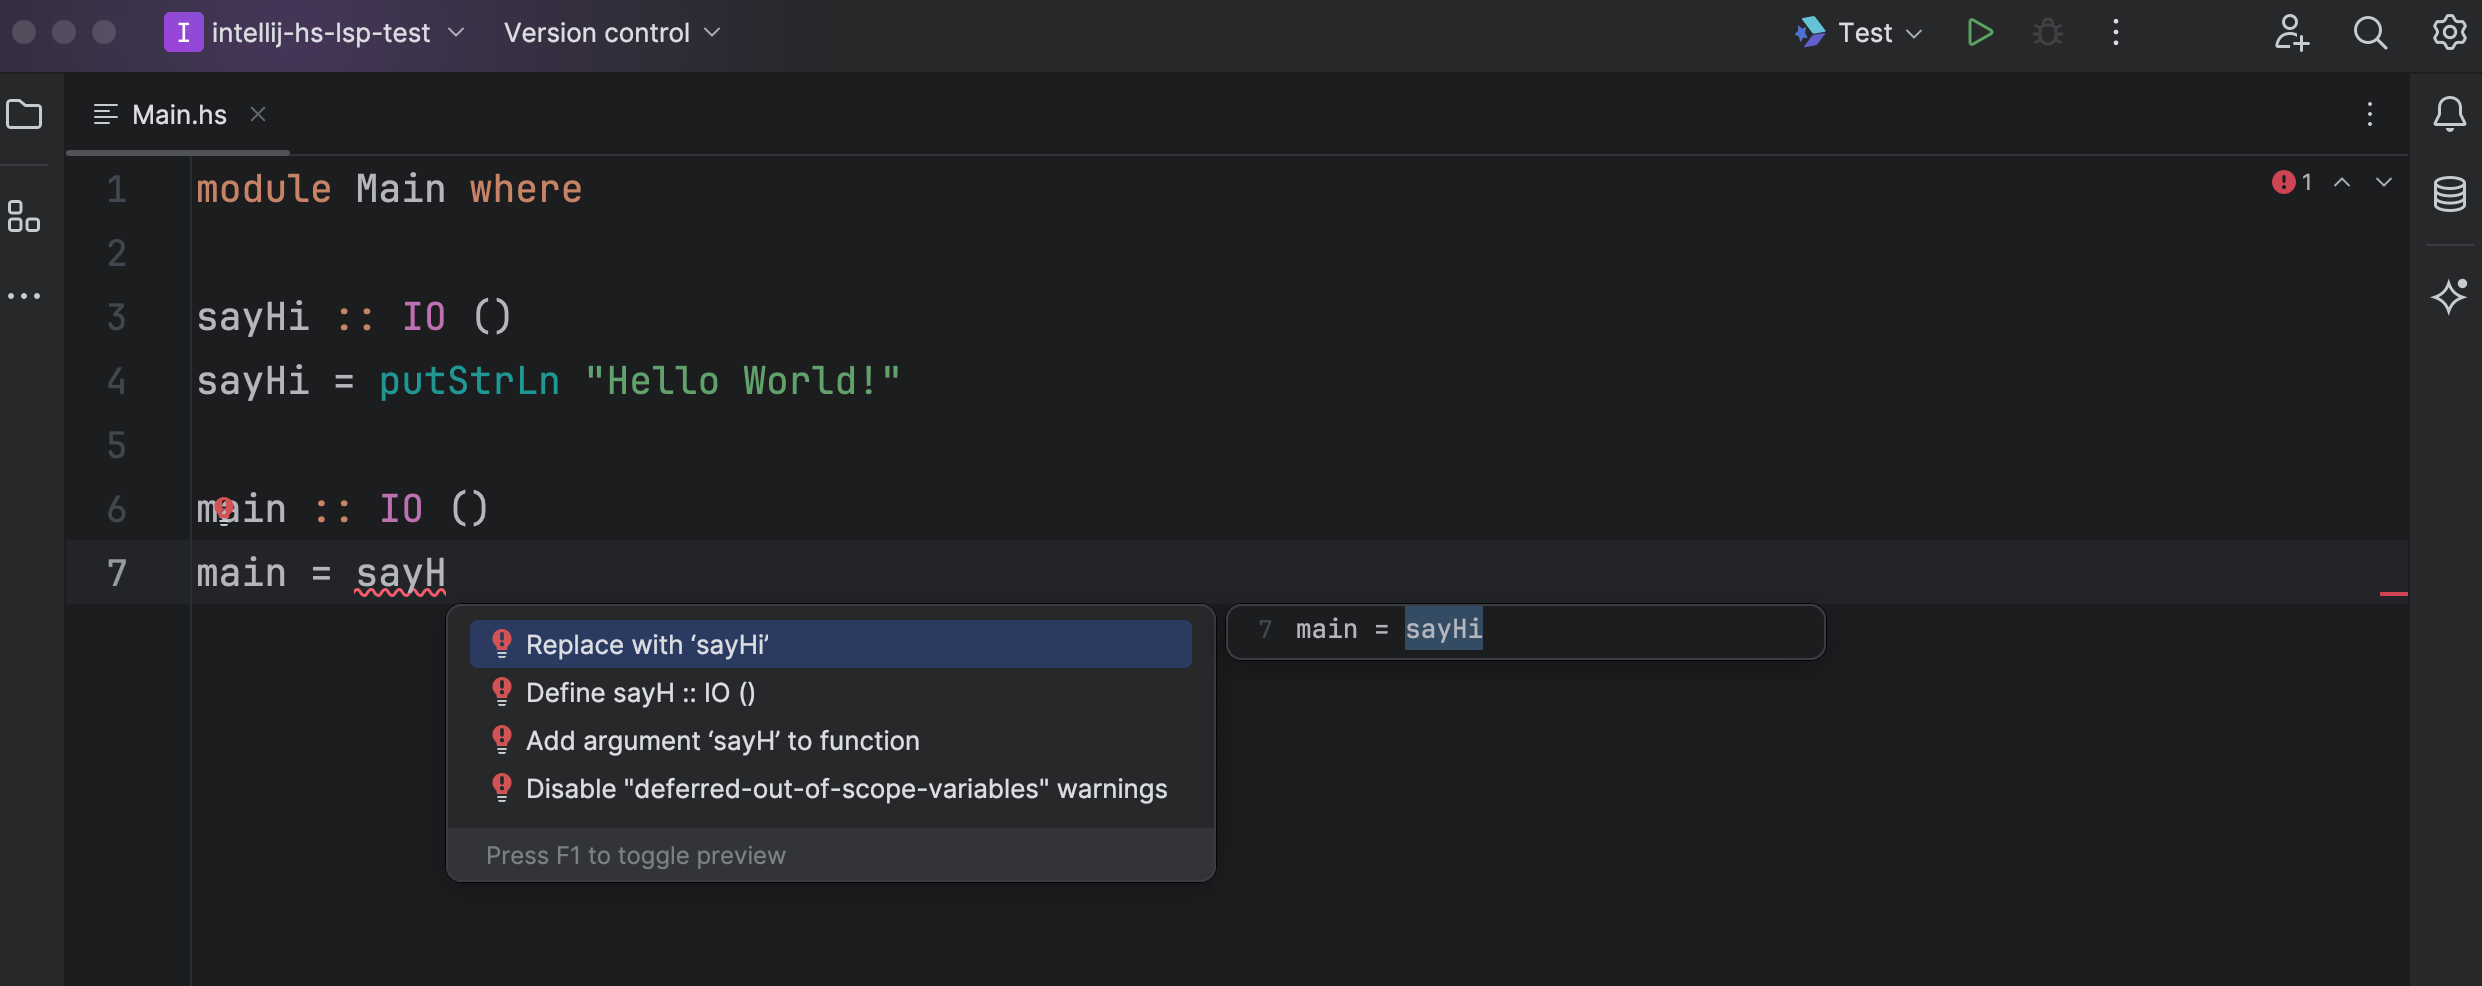 I intellij-hs-lsp-test Version control Test
Main.hs
1 module Main where
1
2
3 sayHi :: IO ()
4 sayHi = putStrLn "Hello World!"
5
6 main :: IO ()
7 main = sayH
Replace with ‘sayHi’
7 main = sayHi
Define sayH :: IO ()
Add argument ‘sayH’ to function
Disable "deferred-out-of-scope-variables" warnings
Press F1 to toggle preview